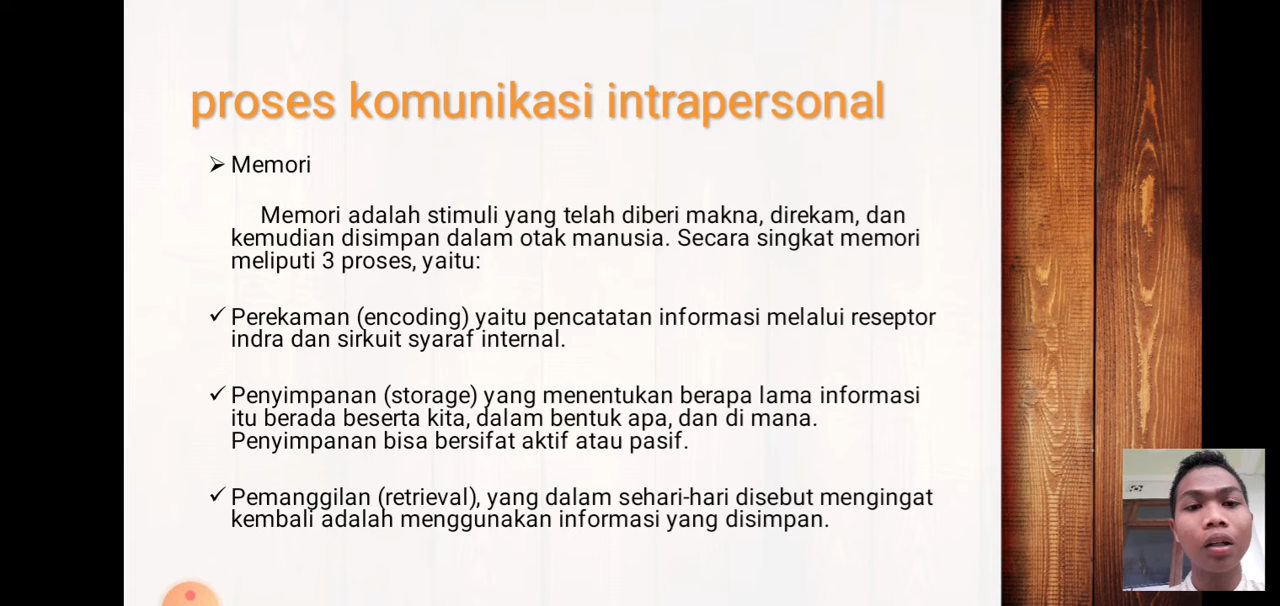 proses komunikasi intrapersonal
➢ Memori
Memori adalah stimuli yang telah diberi makna, direkam, dan
kemudian disimpan dalam otak manusia. Secara singkat memori
meliputi 3 proses, yaitu:
✓ Perekaman (encoding) yaitu pencatatan informasi melalui reseptor
indra dan sirkuit syaraf internal.
✓ Penyimpanan (storage) yang menentukan berapa lama informasi
itu berada beserta kita, dalam bentuk apa, dan di mana.
Penyimpanan bisa bersifat aktif atau pasif.
✓ Pemanggilan (retrieval), yang dalam sehari-hari disebut mengingat
kembali adalah menggunakan informasi yang disimpan.